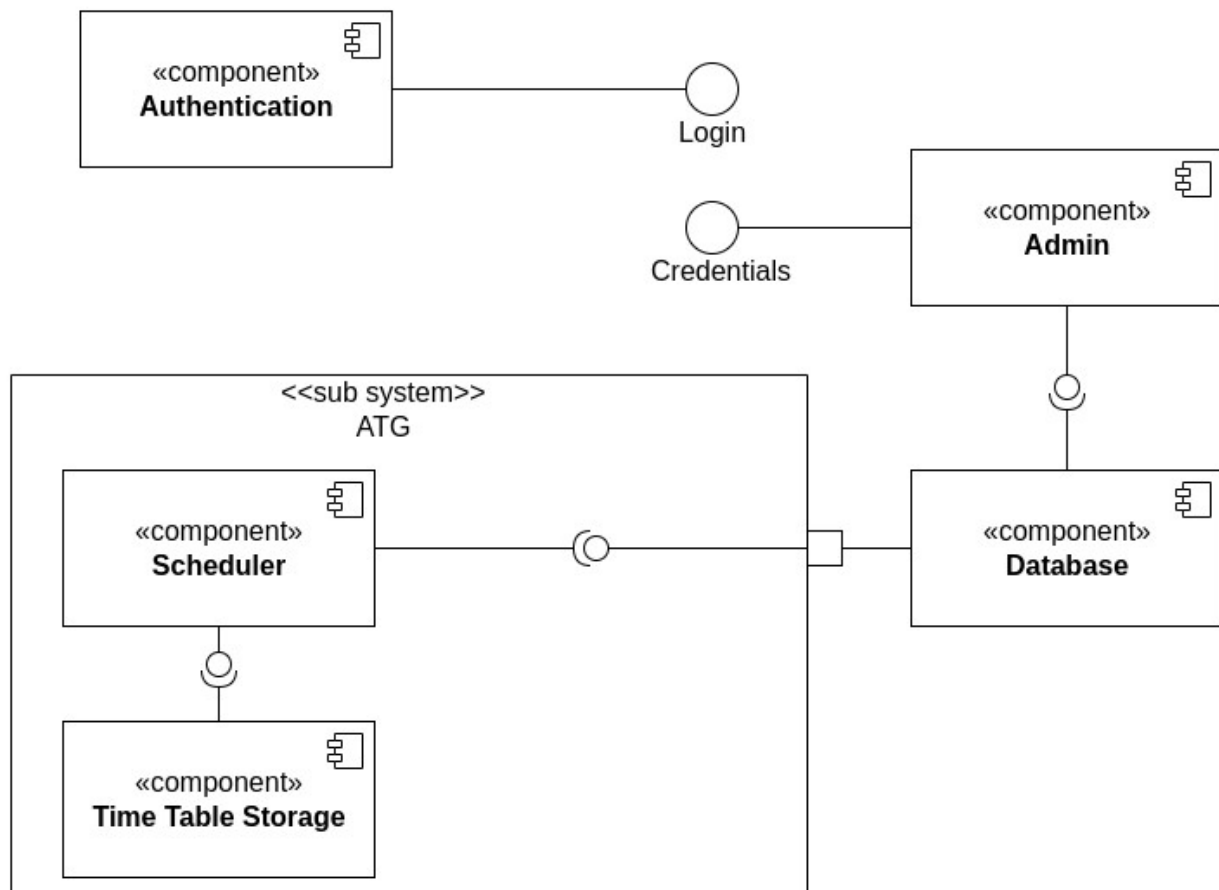 «component»
Authentication
Login
«component»
Admin
Credentials
<<sub system>>
ATG
«component»
Scheduler
«component»
Database
«component»
Time Table Storage